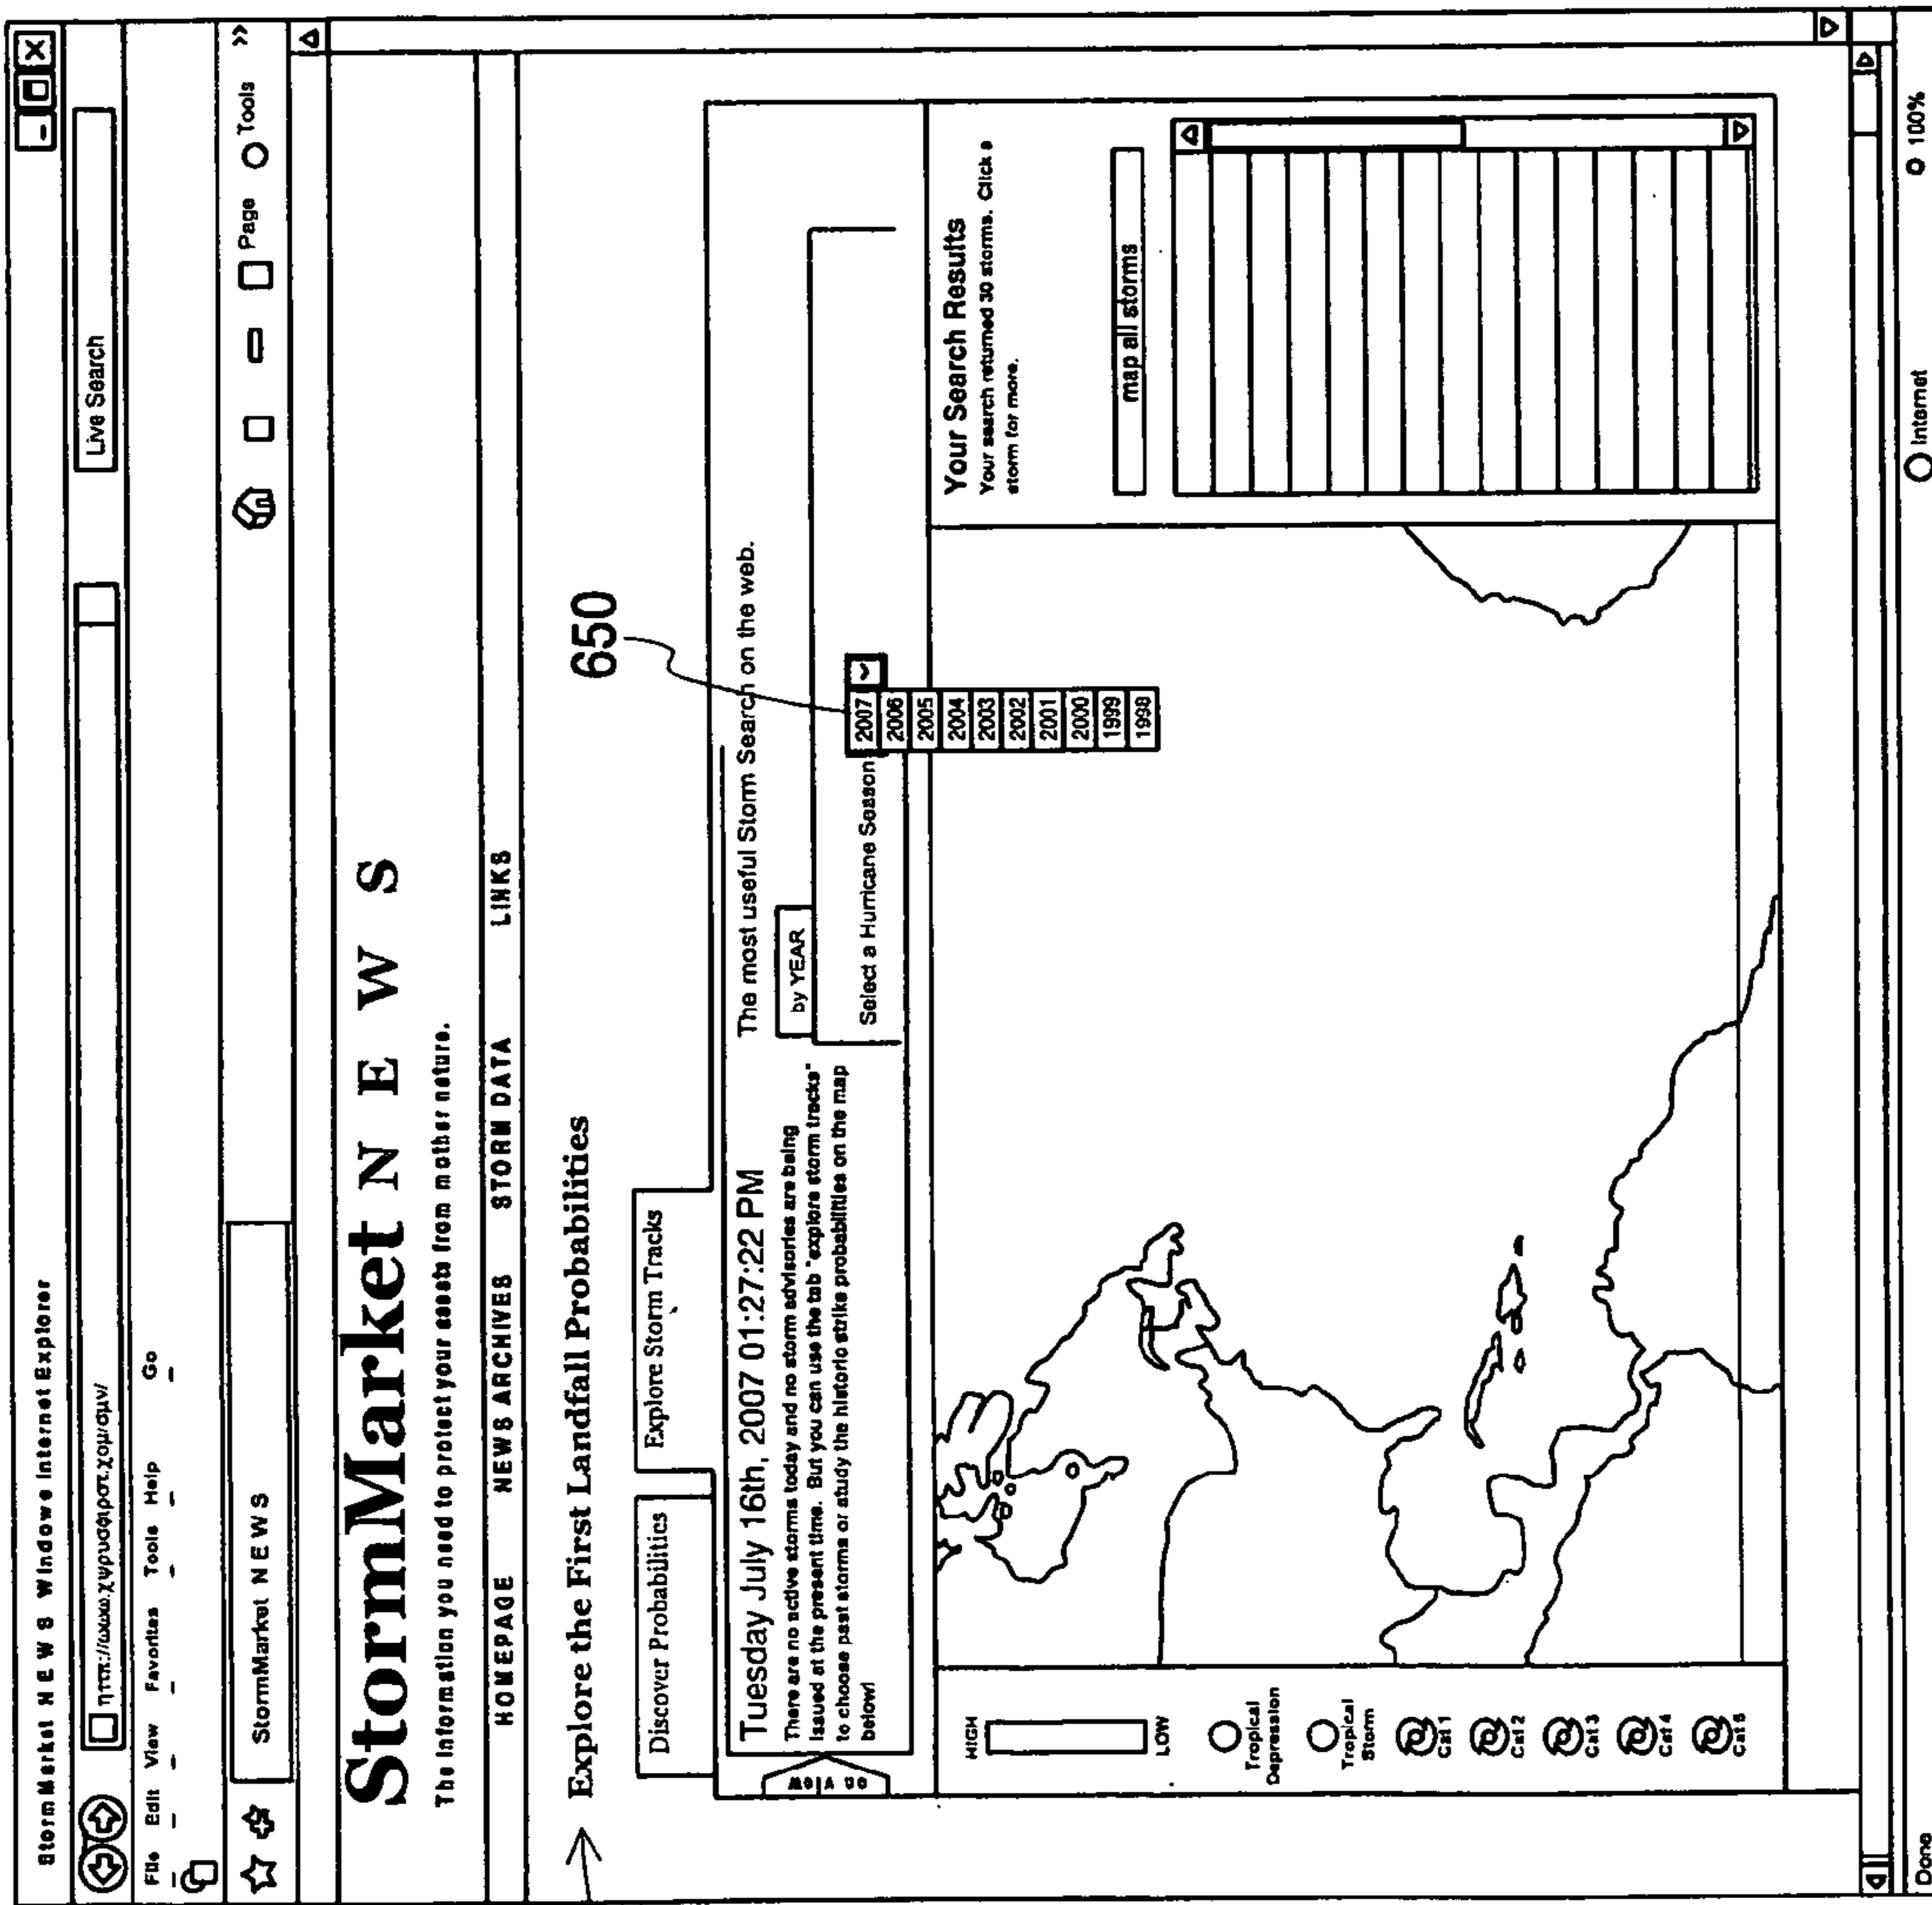 StormMarket N E W S Windows Internet Explorer
ηττπ://ωωω.χψρυσφιρστ.χομ/σμν/
Live Search
File Edit View Favorites Tools Help Go
StormMarket N E W S
Page Tools »
StormMarket N E W S
The information you need to protect your assets from mother nature.
HOMEPAGE NEWS ARCHIVES STORM DATA LINKS
Explore the First Landfall Probabilities
650
Discover Probabilities
Explore Storm Tracks
Tuesday July 16th, 2007 01:27:22 PM
There are no active storms today and no storm advisories are being
issued at the present time. But you can use the tab "explore storm tracks"
to choose past storms or study the historic strike probabilities on the map
below!
The most useful Storm Search on the web.
by YEAR
Select a Hurricane Season
2007
2006
2005
2004
2003
2002
2001
2000
1999
1998
HIGH
LOW
Tropical
Depression
Tropical
Storm
Cat 1
Cat 2
Cat 3
Cat 4
Cat 5
Your Search Results
Your search returned 30 storms. Click a
storm for more.
map all storms
Done
Internet
100%